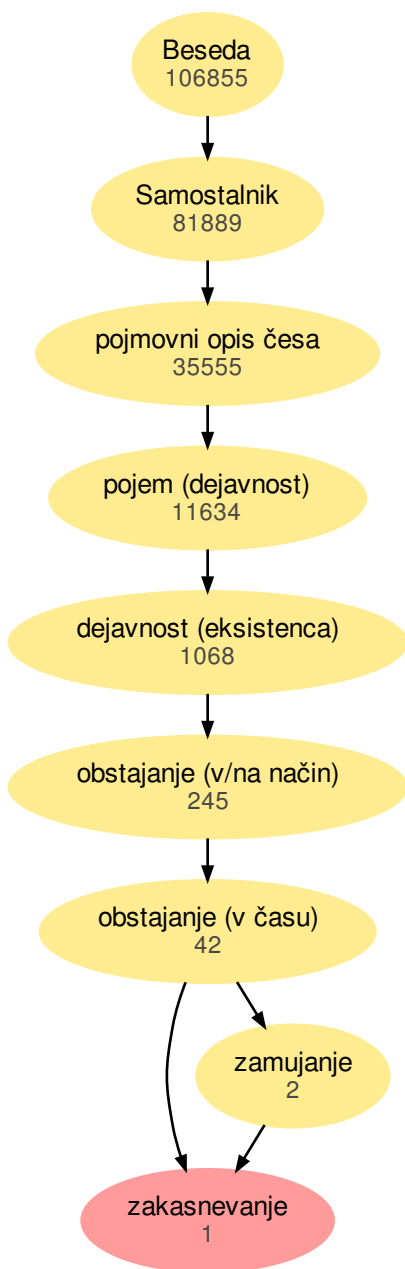 Beseda
106855
Samostalnik
81889
pojmovni opis česa
35555
pojem (dejavnost)
11634
dejavnost (eksistenca)
1068
obstajanje (v/na način)
245
obstajanje (v času)
42
zamujanje
2
zakasnevanje
1